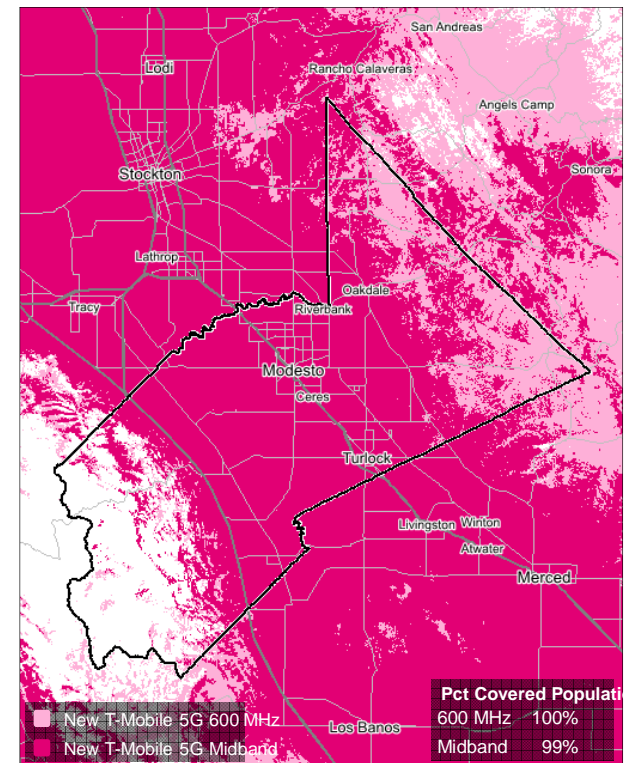 San Andreas
Lodi
Rancho Calaveras
Angels Camp
Stockton
Sonora
Lathrop
Oakdale
Tracy
Riverbank
Modesto
Ceres
Turlock
Livingston
Winton
Atwater
Merced
Los Banos
New T-Mobile 5G 600 MHz
New T-Mobile 5G Midband
Pct Covered Populati
600 MHz 100%
Midband 99%